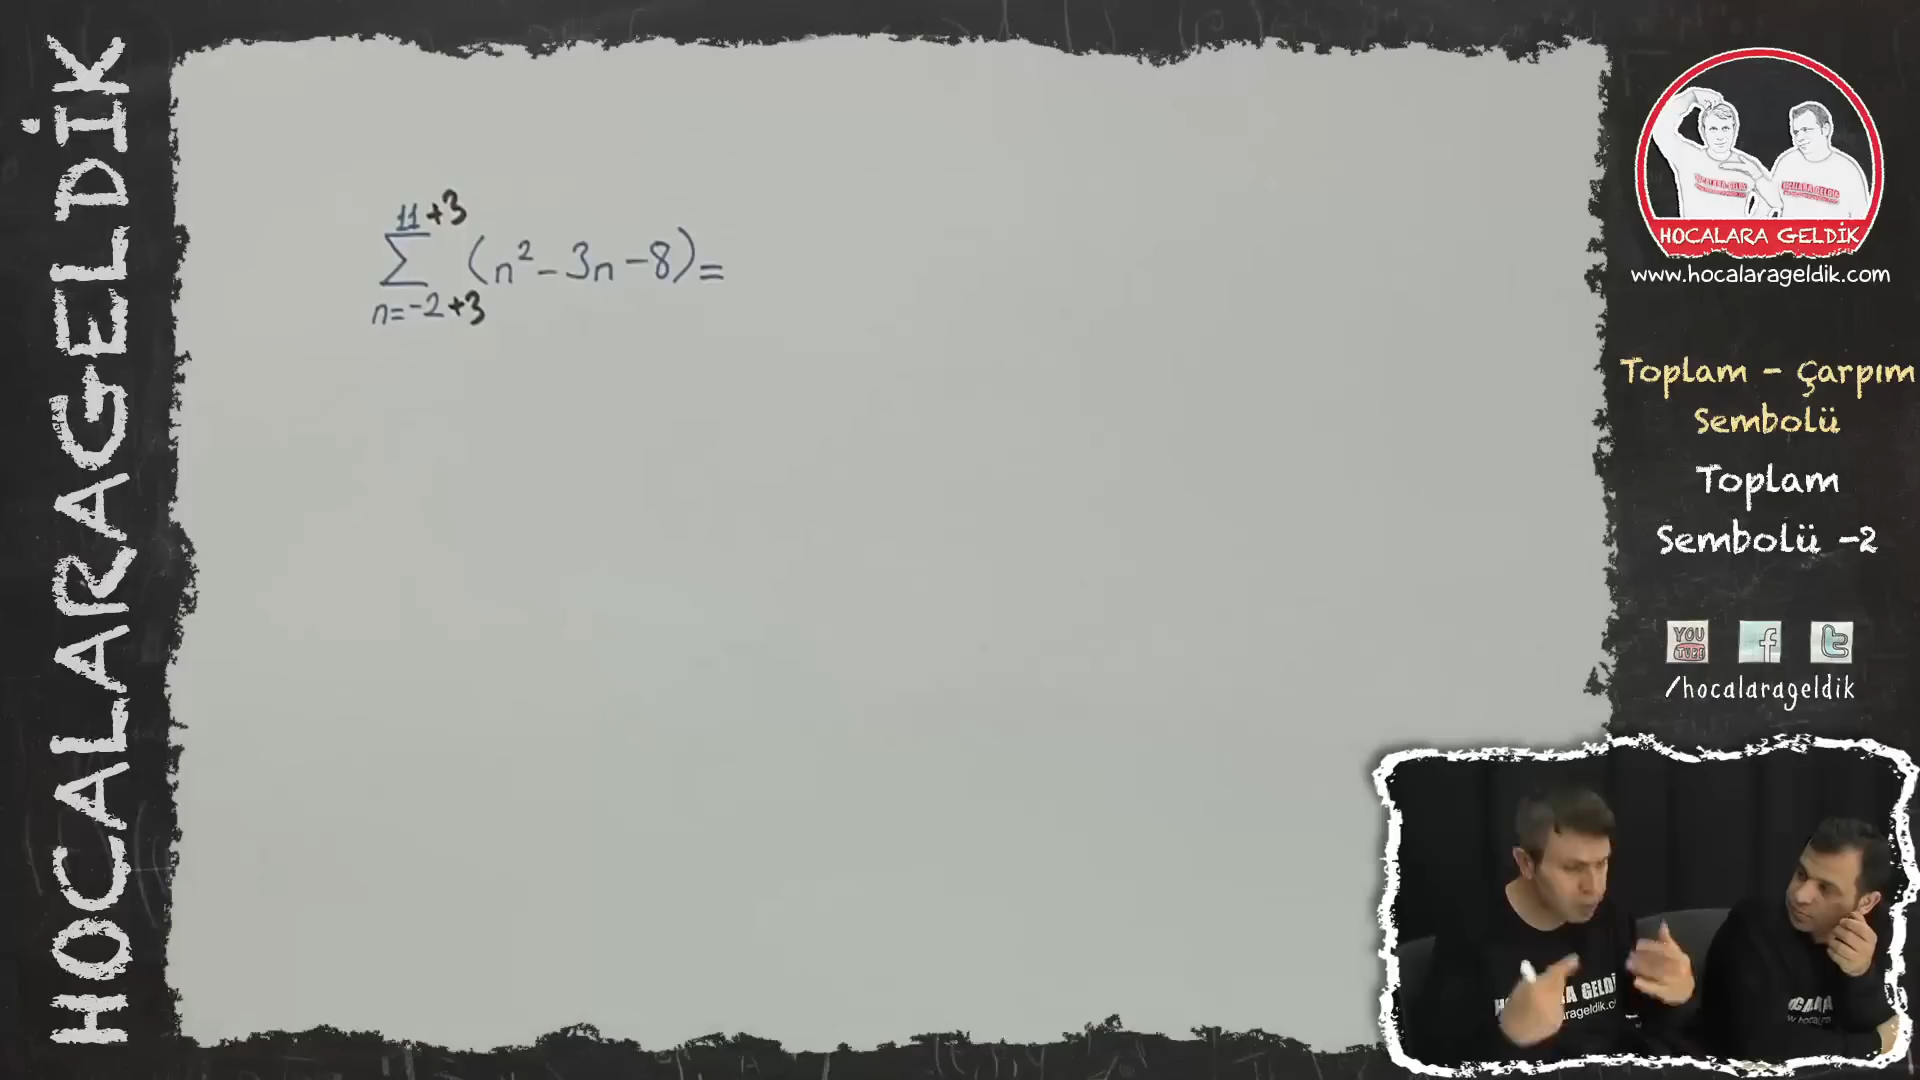 HOCALARAGELDİK
11+3
∑ (n² - 3n - 8) =
n = -2 +3
HOCALARA GELDİK
www.hocalarageldik.com
Toplam - Çarpım
Sembolü
Toplam
Sembolü -2
YOU TUBE f t
/hocalarageldik